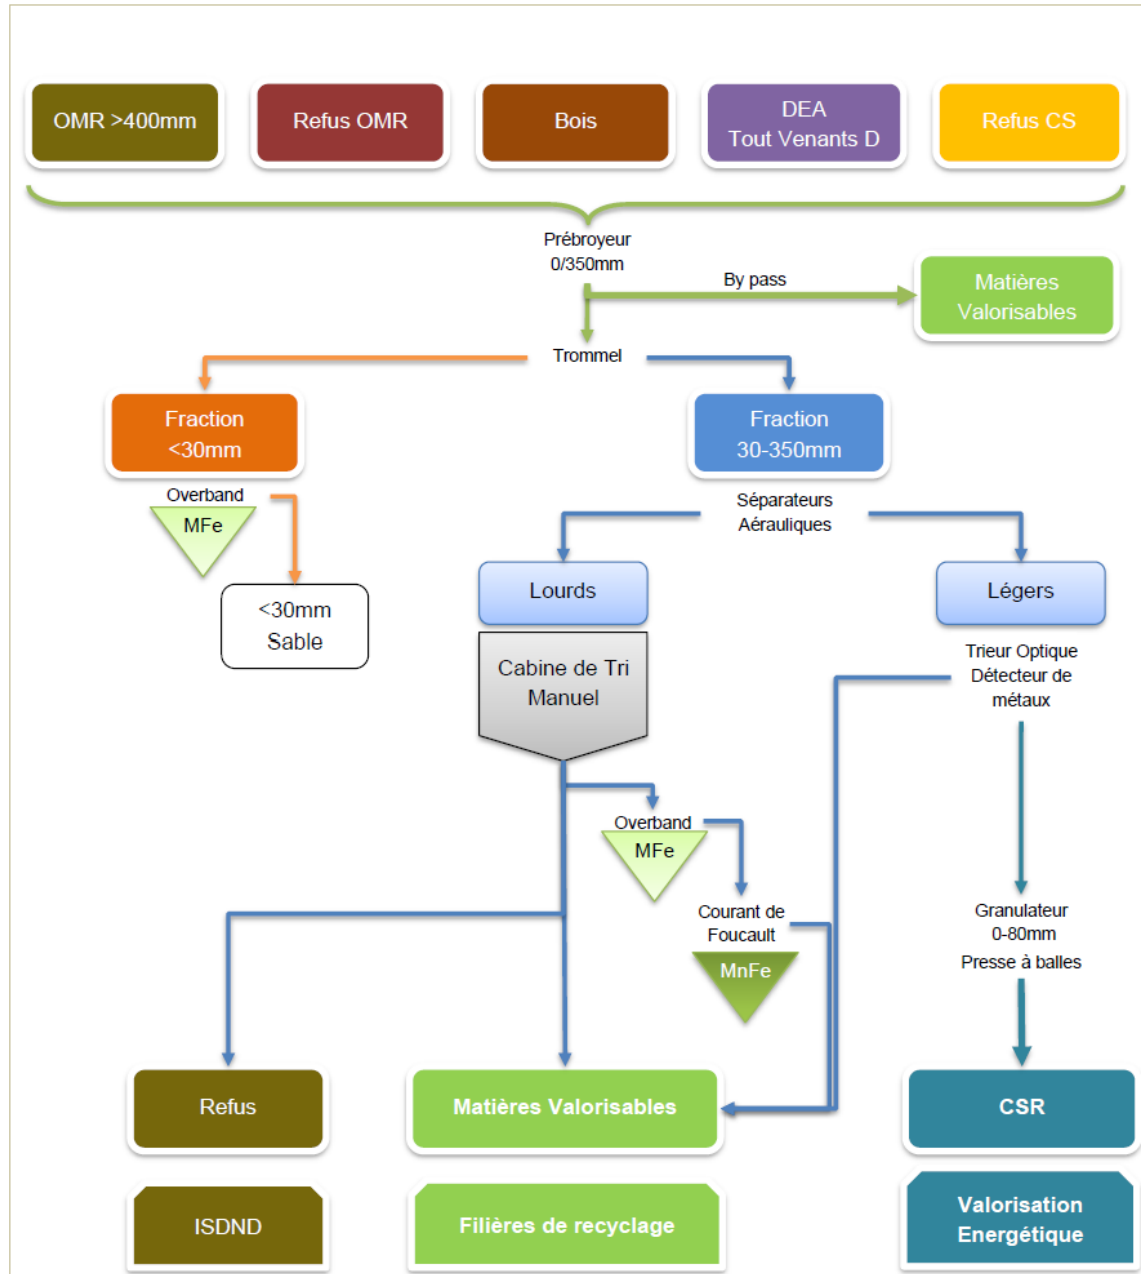 OMR >400mm
Refus OMR
Bois
DEA
Tout Venants D
Refus CS
Prébroyeur
0/350mm
By pass
Matières
Valorisables
Trommel
Fraction
<30mm
Fraction
30-350mm
Overband
MFe
Séparateurs
Aérauliques
<30mm
Sable
Lourds
Légers
Cabine de Tri
Manuel
Trieur Optique
Détecteur de
métaux
Overband
MFe
Courant de
Foucault
MnFe
Granulateur
0-80mm
Presse à balles
Refus
Matières Valorisables
CSR
ISDND
Filières de recyclage
Valorisation
Energétique